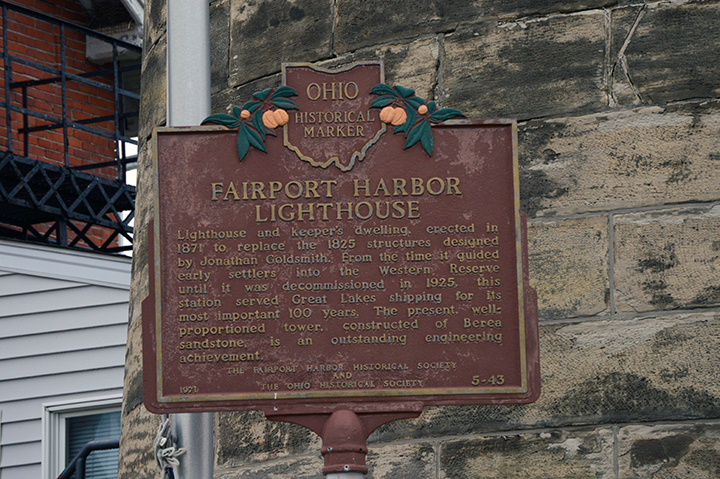 OHIO
HISTORICAL
MARKER
FAIRPORT HARBOR
LIGHTHOUSE
Lighthouse and keeper's dwelling, erected in
1871 to replace the 1825 structures designed
by Jonathan Goldsmith. From the time it guided
early settlers into the Western Reserve
until it was decommissioned in 1925, this
station served Great Lakes shipping for its
most important 100 years. The present, well-
proportioned tower, constructed of Berea
sandstone, is an outstanding engineering
achievement.
THE FAIRPORT HARBOR HISTORICAL SOCIETY
AND
1971 THE OHIO HISTORICAL SOCIETY 5-43